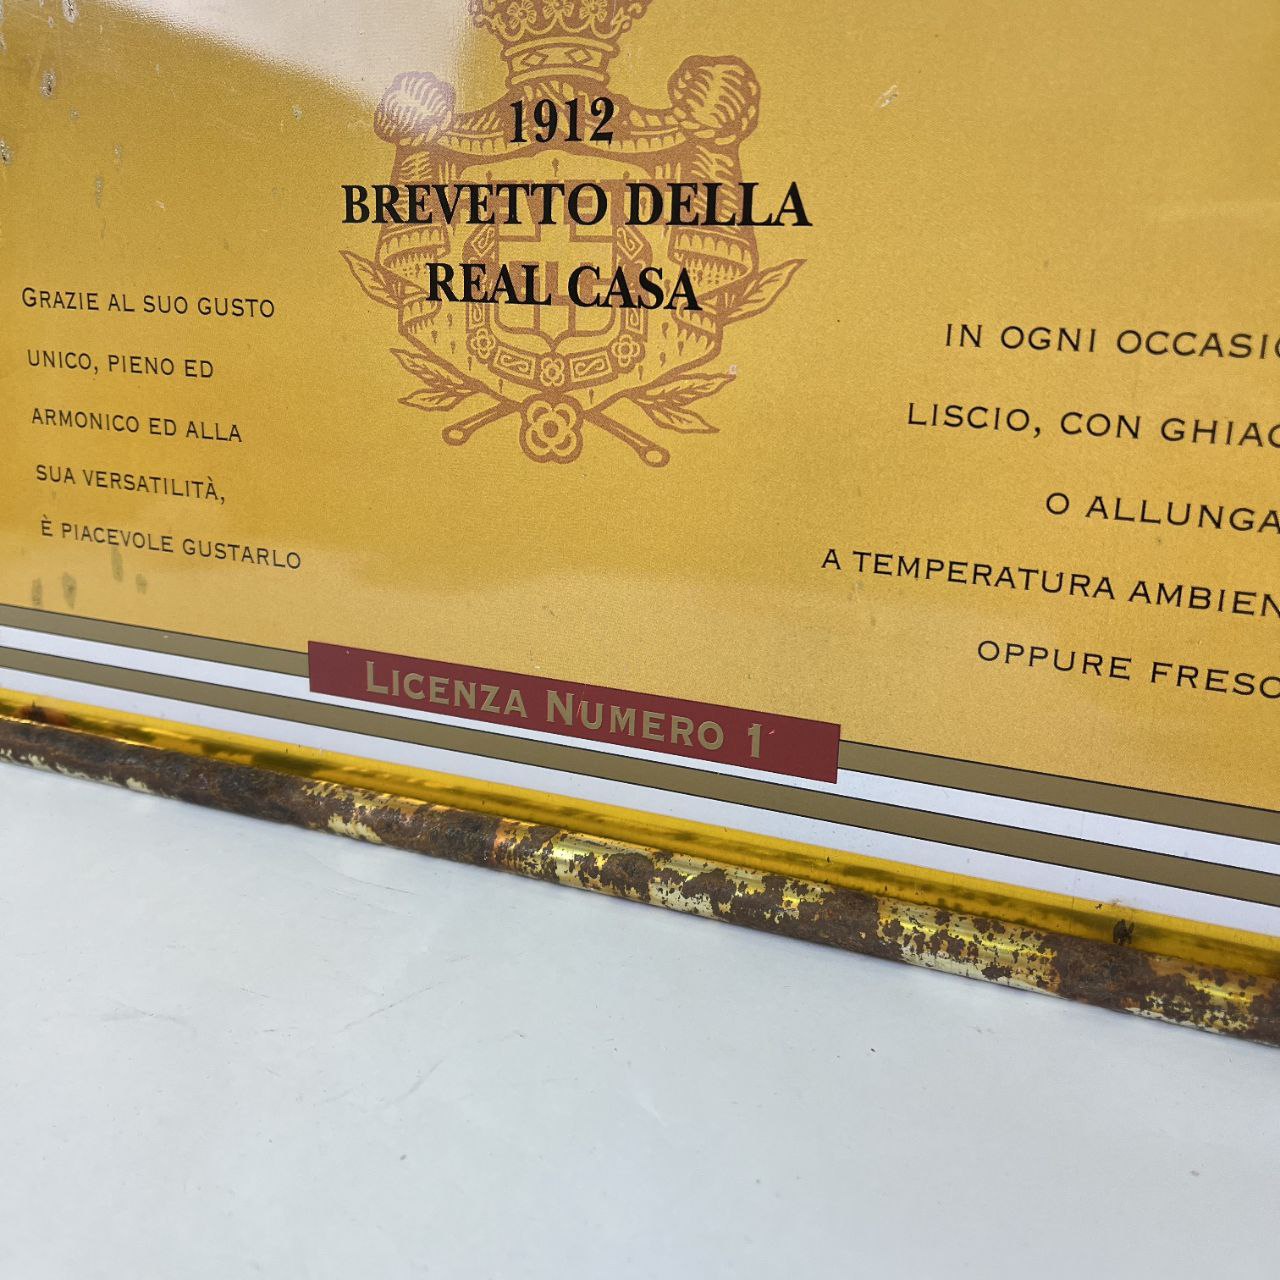 1912
BREVETTO DELLA
REAL CASA
GRAZIE AL SUO GUSTO
UNICO, PIENO ED
ARMONICO ED ALLA
SUA VERSATILITÀ,
È PIACEVOLE GUSTARLO
IN OGNI
LISCIO, CON
O
A TEMPERATURA
OPPURE
LICENZA NUMERO 1